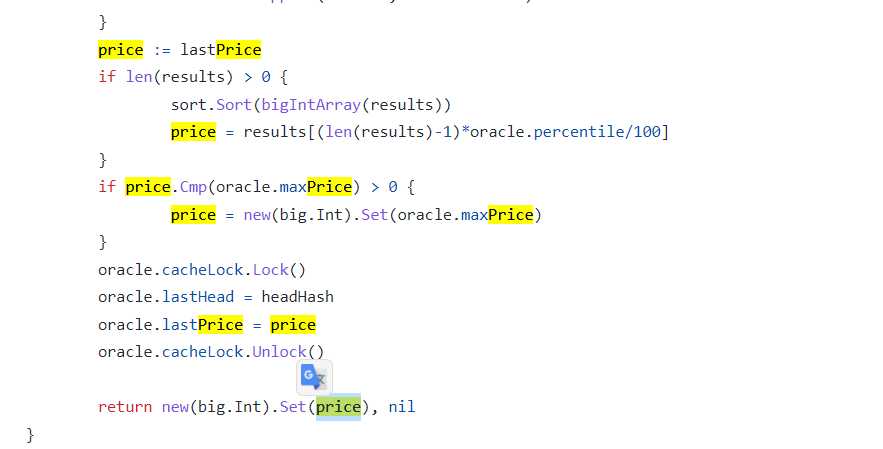 }
price := lastPrice
if len(results) > 0 {
sort.Sort(bigIntArray(results))
price = results[(len(results)-1)*oracle.percentile/100]
}
if price.Cmp(oracle.maxPrice) > 0 {
price = new(big.Int).Set(oracle.maxPrice)
}
oracle.cacheLock.Lock()
oracle.lastHead = headHash
oracle.lastPrice = price
oracle.cacheLock.Unlock()
return new(big.Int).Set(price), nil
}